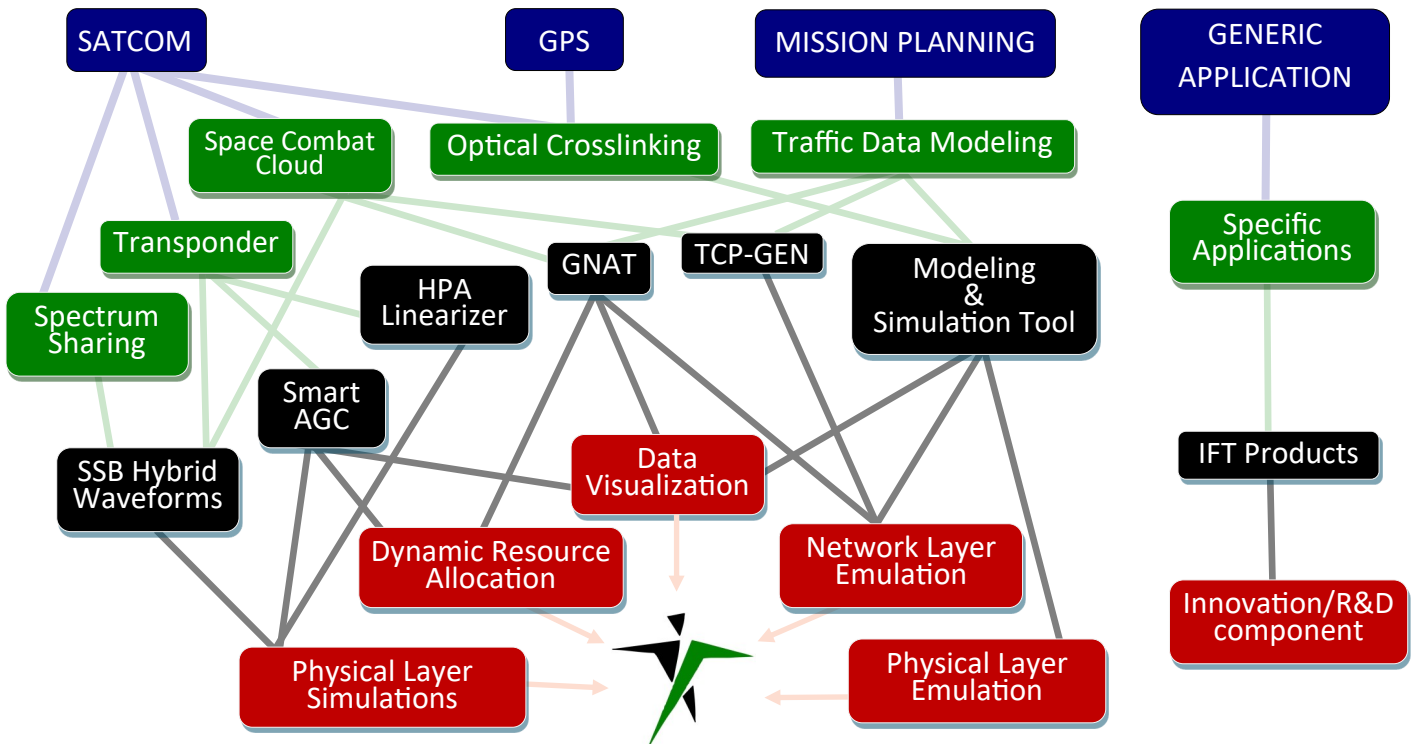 SATCOM
GPS
MISSION PLANNING
GENERIC
APPLICATION
Space Combat
Cloud
Optical Crosslinking
Traffic Data Modeling
Transponder
Specific
Applications
GNAT
TCP-GEN
Modeling
&
Simulation Tool
HPA
Linearizer
Spectrum
Sharing
Smart
AGC
SSB Hybrid
Waveforms
Data
Visualization
IFT Products
Dynamic Resource
Allocation
Network Layer
Emulation
Innovation/R&D
component
Physical Layer
Simulations
Physical Layer
Emulation